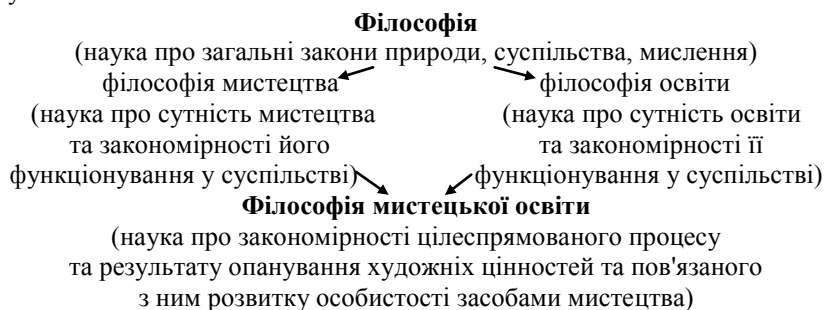 Філософія
(наука про загальні закони природи, суспільства, мислення)
філософія мистецтва філософія освіти
(наука про сутність мистецтва (наука про сутність освіти
та закономірності його та закономірності її
функціонування у суспільстві) функціонування у суспільстві)
Філософія мистецької освіти
(наука про закономірності цілеспрямованого процесу
та результату опанування художніх цінностей та пов'язаного
з ним розвитку особистості засобами мистецтва)